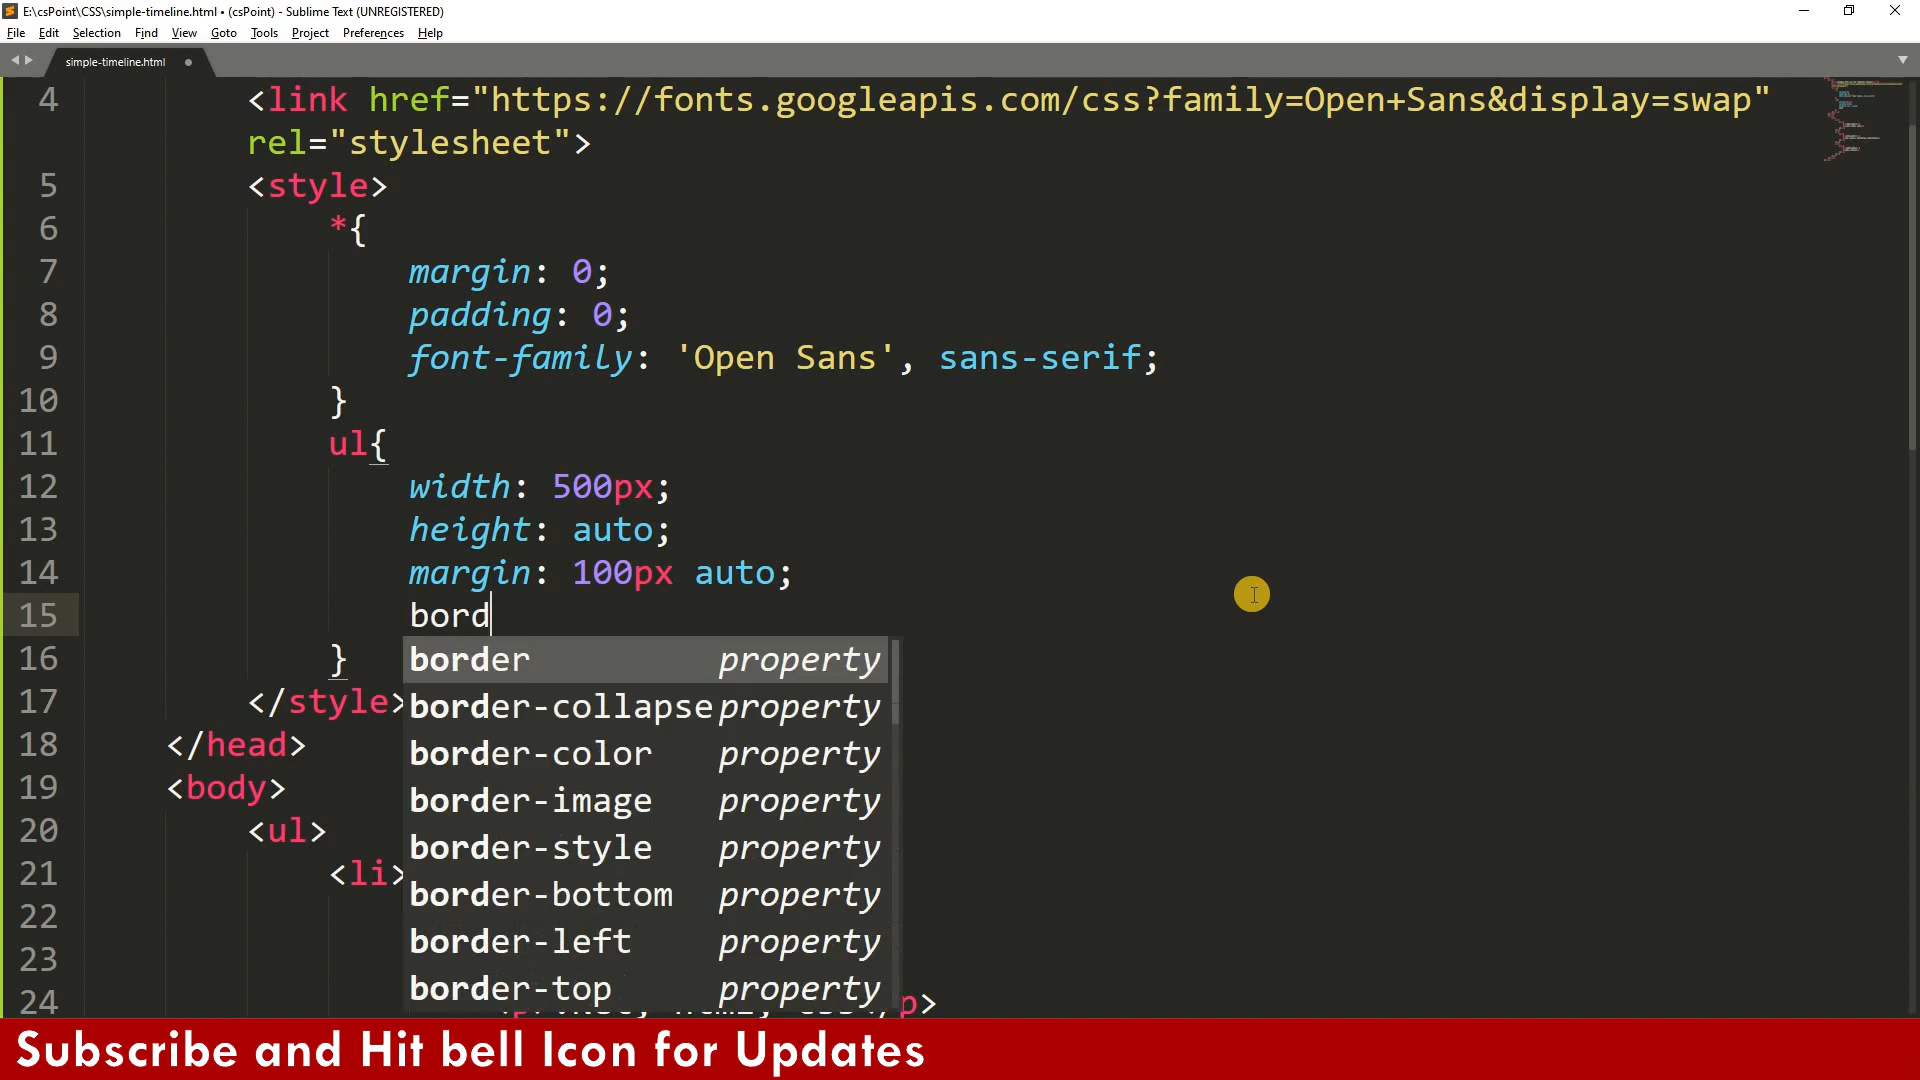 E:\csPoint\CSS\simple-timeline.html • (csPoint) - Sublime Text (UNREGISTERED)
File Edit Selection Find View Goto Tools Project Preferences Help
simple-timeline.html
4 <link href="https://fonts.googleapis.com/css?family=Open+Sans&display=swap"
rel="stylesheet">
5 <style>
6 *{
7 margin: 0;
8 padding: 0;
9 font-family: 'Open Sans', sans-serif;
10 }
11 ul{
12 width: 500px;
13 height: auto;
14 margin: 100px auto;
15 bord
16 }
border property
17 </style>
border-collapse property
18 </head>
border-color property
19 <body>
border-image property
20 <ul>
border-style property
21 <li>
border-bottom property
22
border-left property
23
border-top property
24 p>
Subscribe and Hit bell Icon for Updates